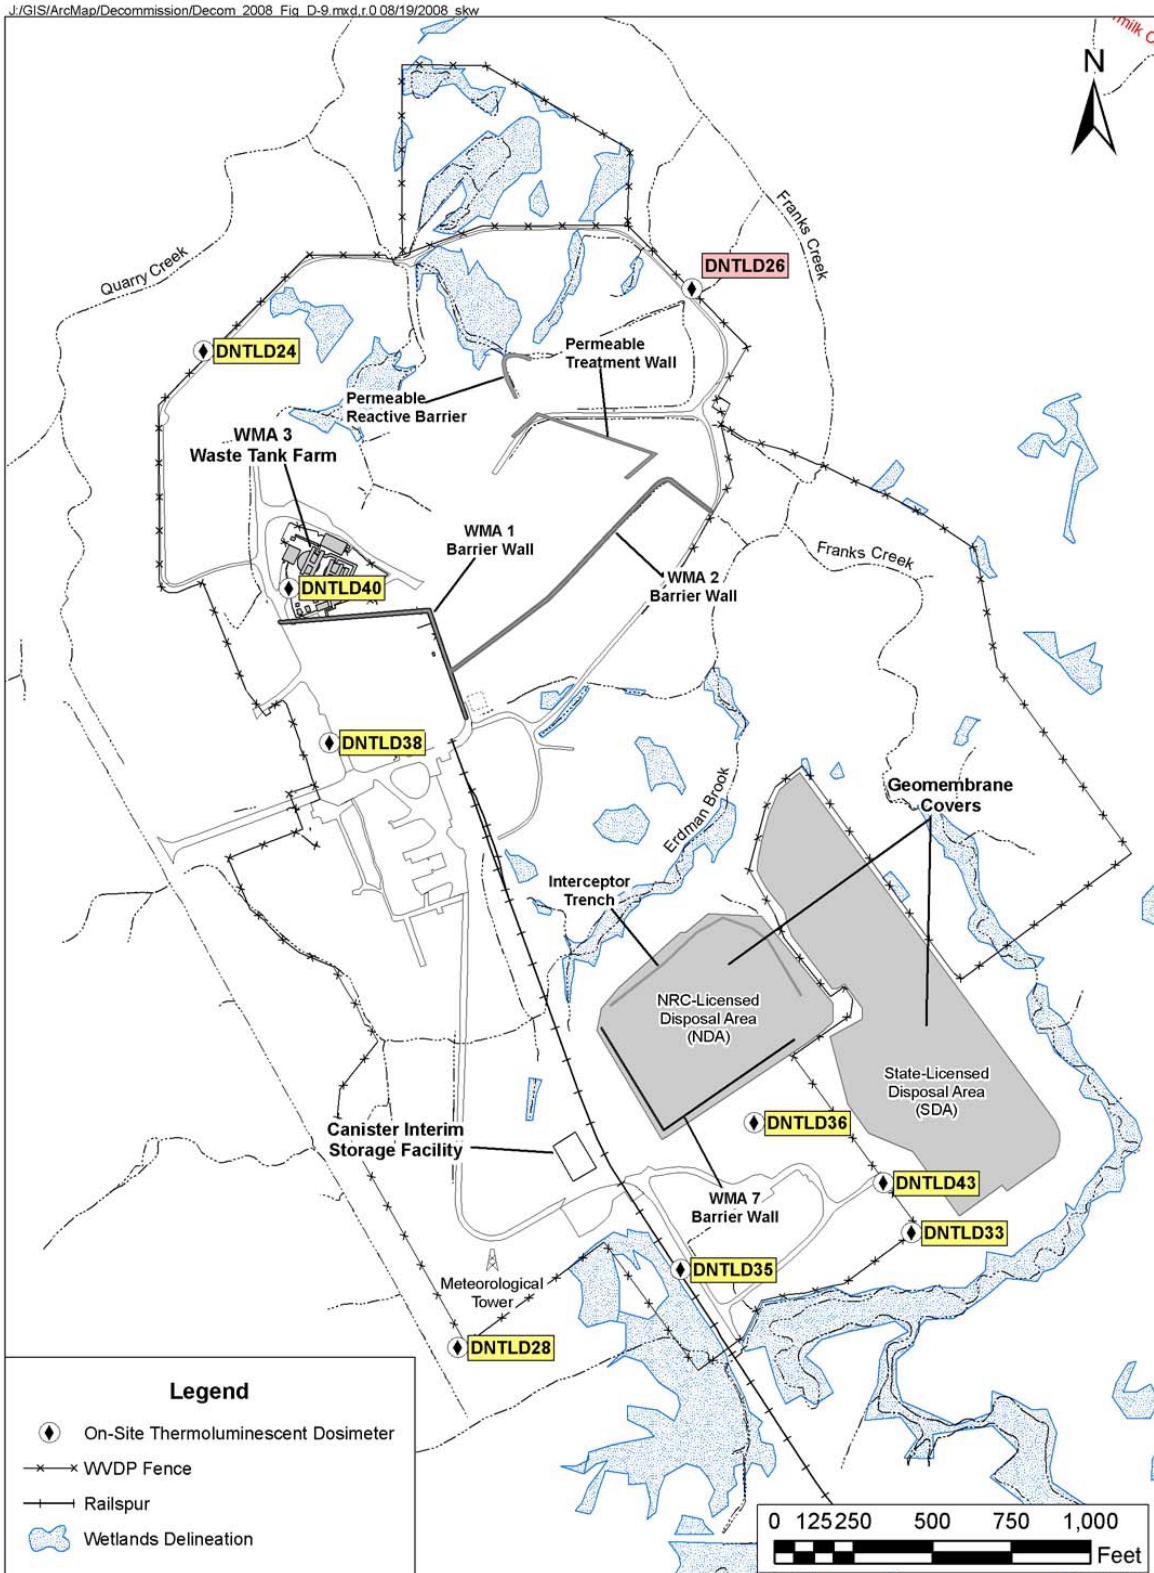 J:/GIS/ArcMap/Decommission/Decom_2008_Fig_D-9.mxd,r.0 08/19/2008_skw
N
Franks Creek
Quarry Creek
DNTLD26
DNTLD24
Permeable
Treatment Wall
Permeable
Reactive Barrier
WMA 3
Waste Tank Farm
WMA 1
Barrier Wall
Franks Creek
DNTLD40
WMA 2
Barrier Wall
DNTLD38
Geomembrane
Covers
Erdman Brook
Interceptor
Trench
NRC-Licensed
Disposal Area
(NDA)
State-Licensed
Disposal Area
(SDA)
DNTLD36
Canister Interim
Storage Facility
DNTLD43
WMA 7
Barrier Wall
DNTLD33
DNTLD35
Meteorological
Tower
DNTLD28
Legend
On-Site Thermoluminescent Dosimeter
WVDP Fence
Railspur
Wetlands Delineation
0 125 250 500 750 1,000
Feet